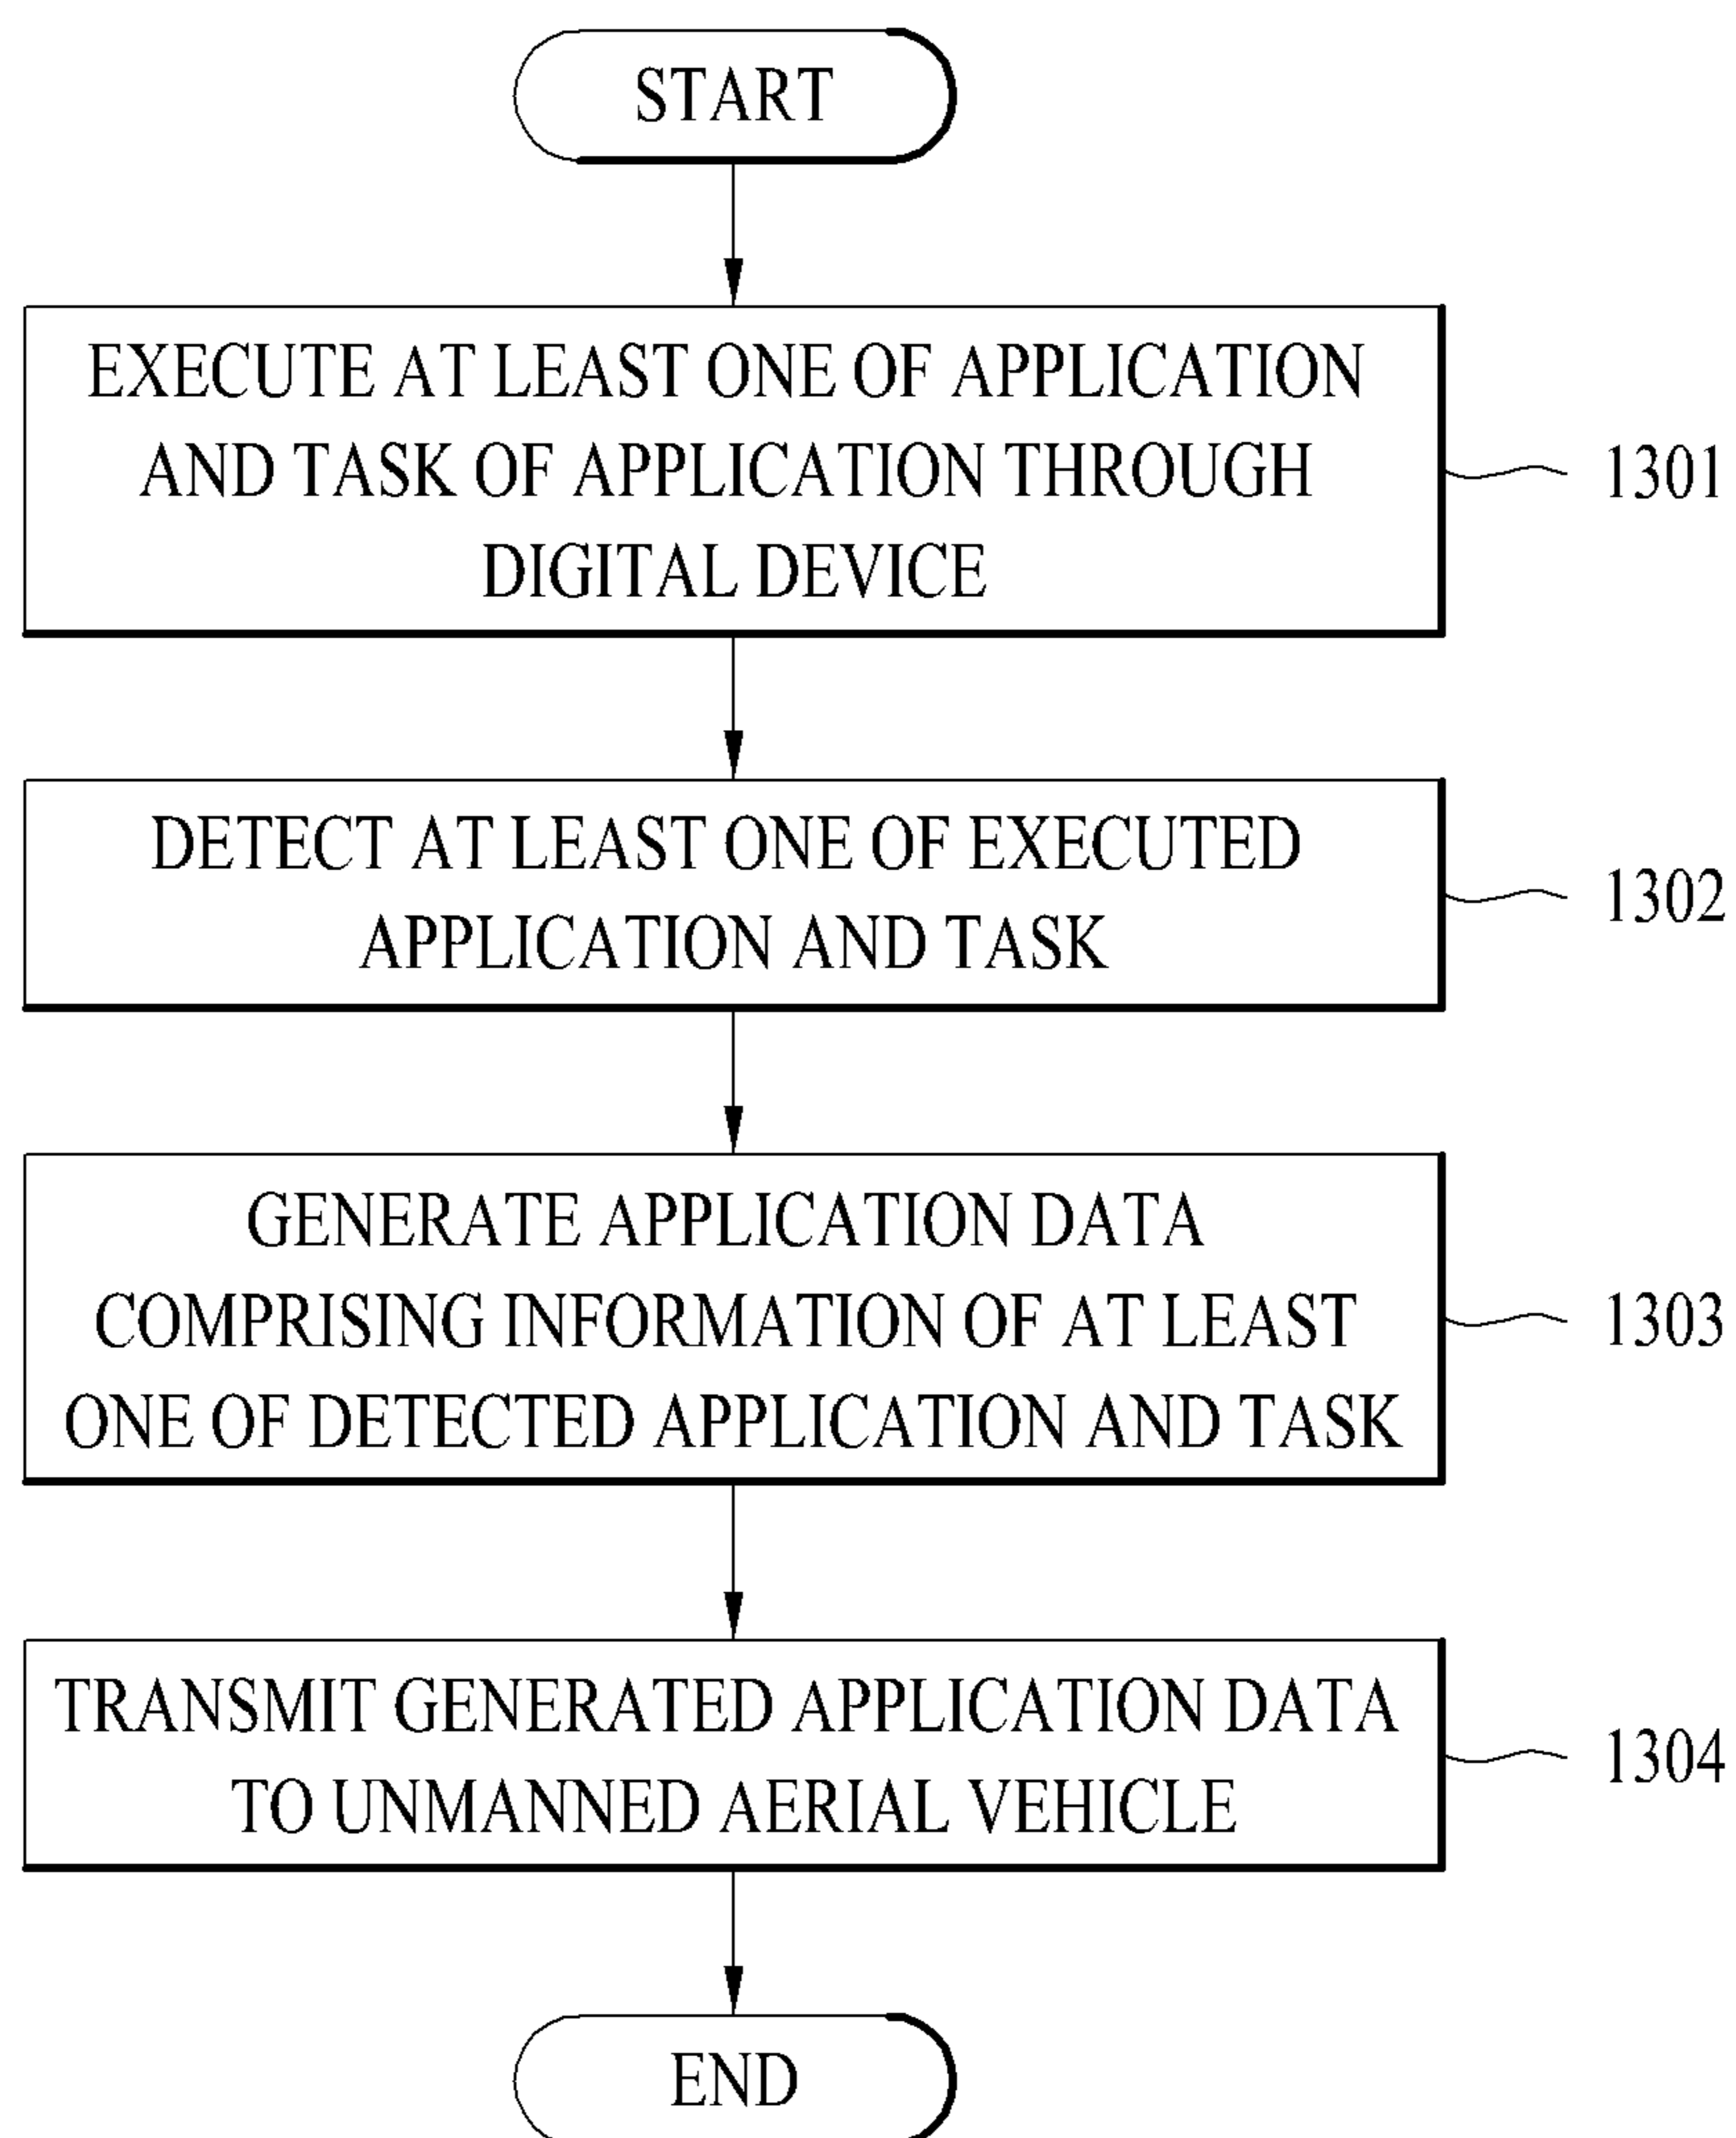 START
EXECUTE AT LEAST ONE OF APPLICATION
AND TASK OF APPLICATION THROUGH
DIGITAL DEVICE
1301
DETECT AT LEAST ONE OF EXECUTED
APPLICATION AND TASK
1302
GENERATE APPLICATION DATA
COMPRISING INFORMATION OF AT LEAST
ONE OF DETECTED APPLICATION AND TASK
1303
TRANSMIT GENERATED APPLICATION DATA
TO UNMANNED AERIAL VEHICLE
1304
END